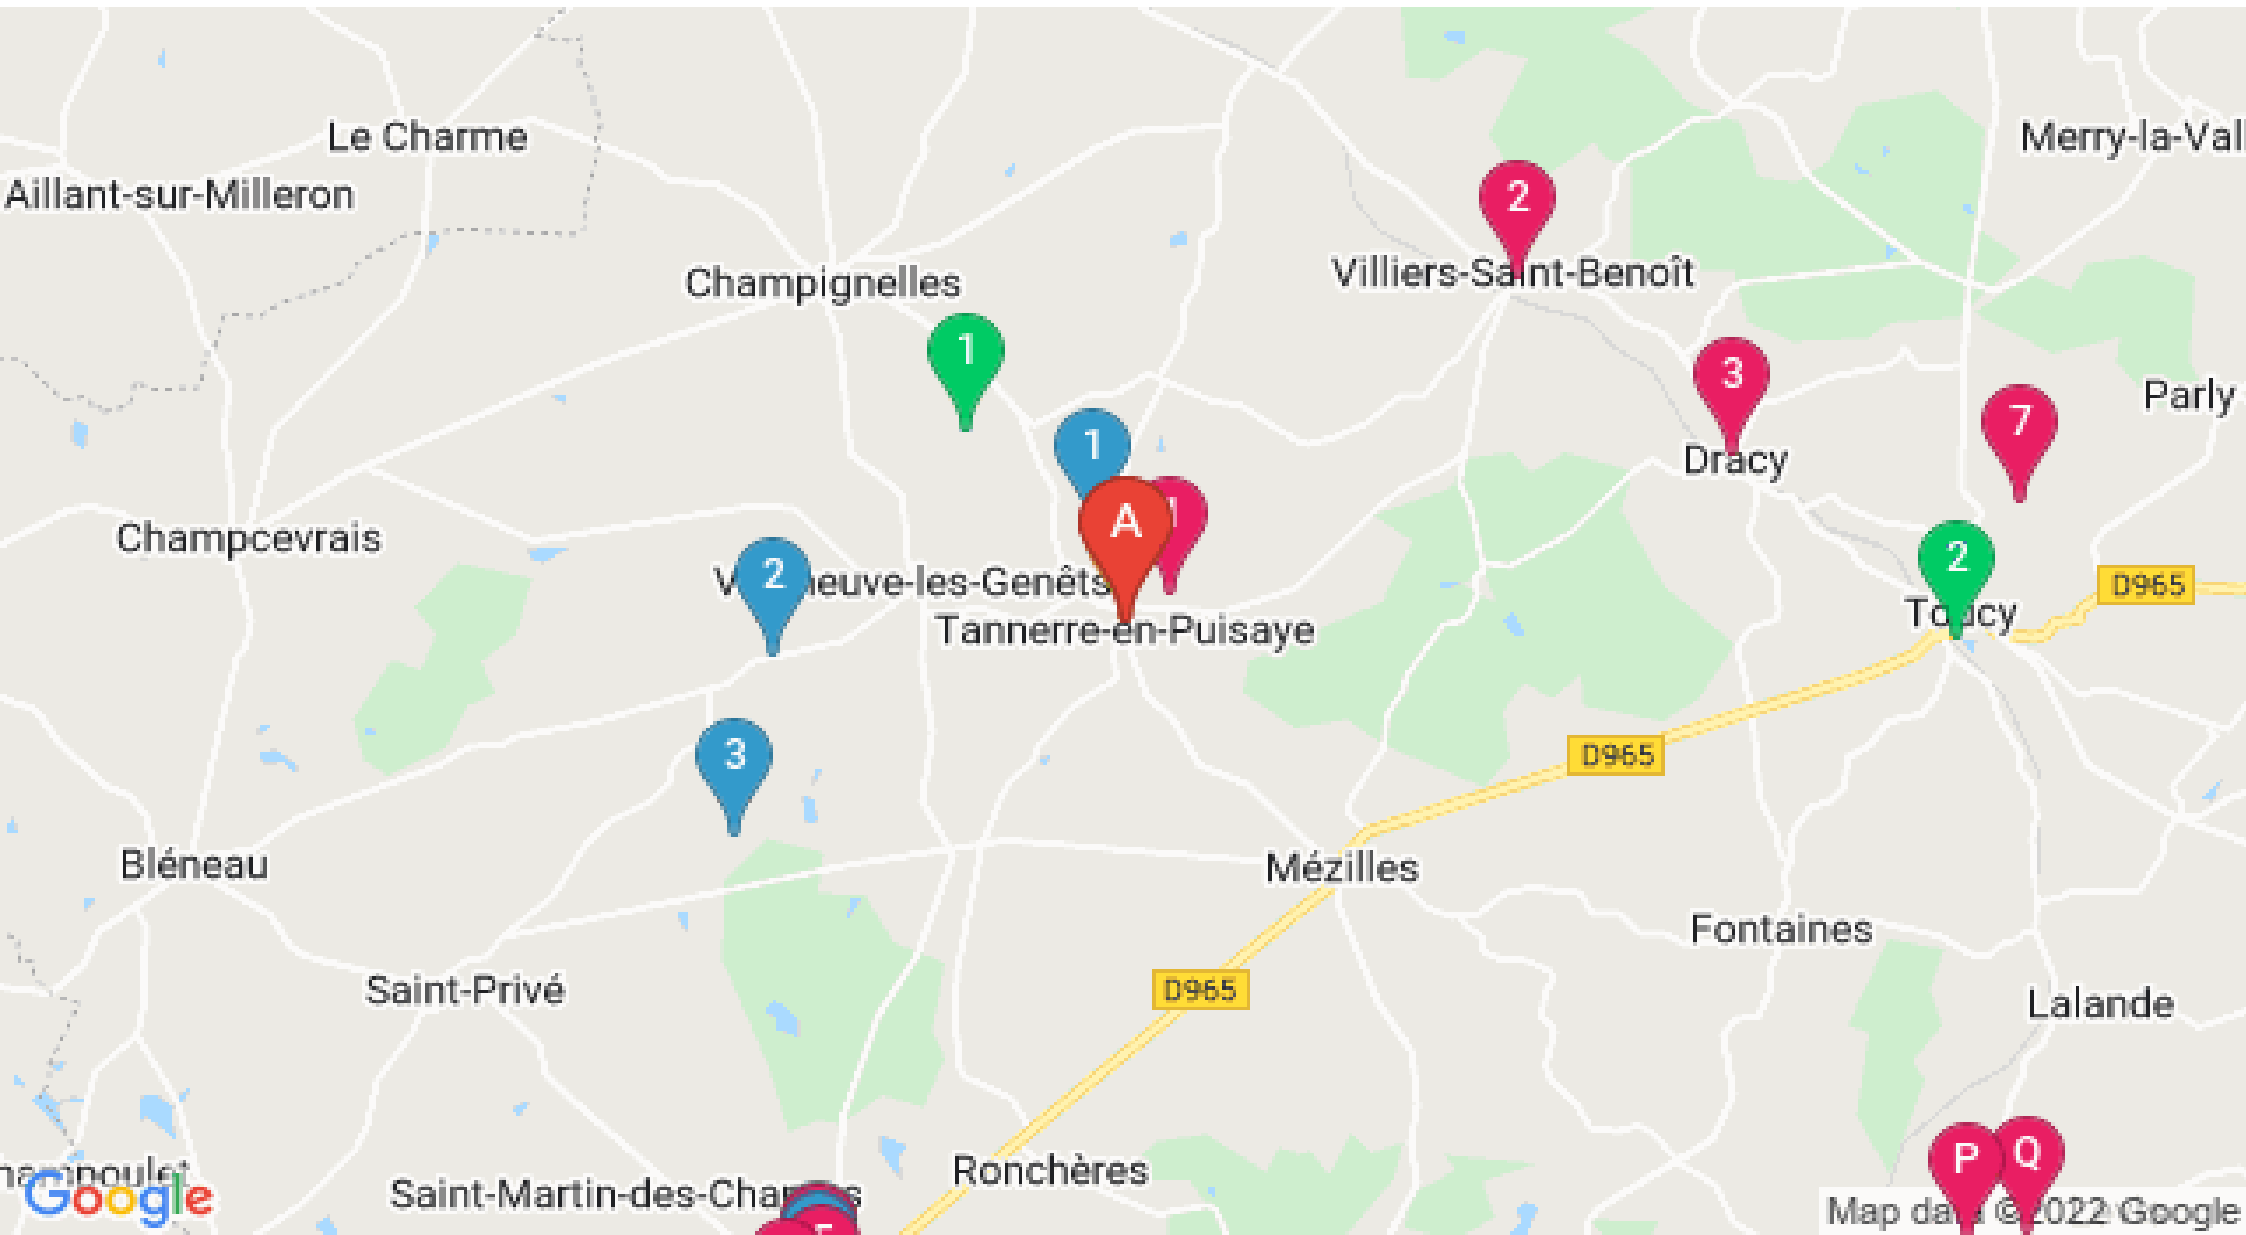 Le Charme
Merry-la-Val
Aillant-sur-Milleron
2
Villiers-Saint-Benoît
Champignelles
1
3
Parly
7
1
Dracy
A
1
Champcevrais
2
2
D965
Toucy
Tannerre-en-Puisaye
3
D965
Bléneau
Mézilles
Fontaines
Saint-Privé
D965
Lalande
P
Q
Ronchères
Google
Map data ©2022 Google